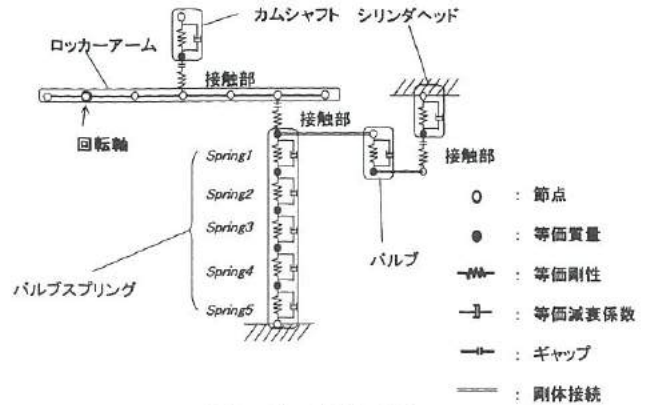 カムシャフト
シリンダヘッド
ロッカーアーム
接触部
接触部
接触部
回転軸
Spring1
Spring2
Spring3
Spring4
Spring5
バルブスプリング
バルブ
： 節点
： 等価質量
： 等価剛性
： 等価減衰係数
： ギャップ
： 剛体接続